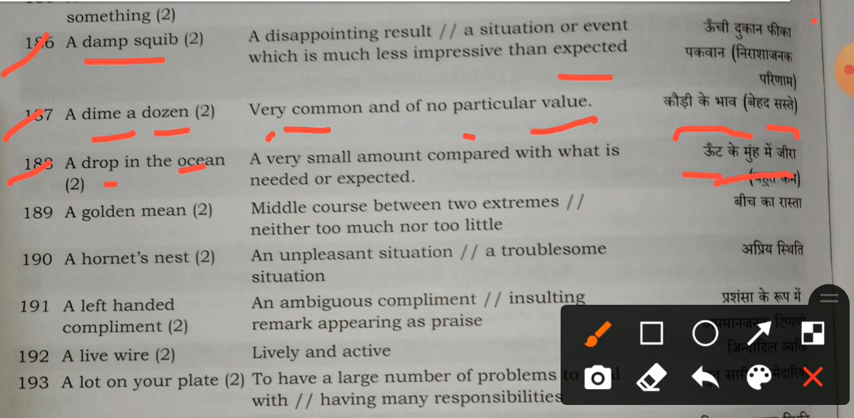 something (2)
186 A damp squib (2) A disappointing result // a situation or event ऊँची दुकान फीका
which is much less impressive than expected पकवान (निराशाजनक
परिणाम)
187 A dime a dozen (2) Very common and of no particular value. कौड़ी के भाव (बेहद सस्ते)
188 A drop in the ocean A very small amount compared with what is ऊँट के मुंह में जीरा
(2) needed or expected. (बहुत कम)
189 A golden mean (2) Middle course between two extremes // बीच का रास्ता
neither too much nor too little
190 A hornet's nest (2) An unpleasant situation // a troublesome अप्रिय स्थिति
situation
191 A left handed An ambiguous compliment // insulting प्रशंसा के रूप में
compliment (2) remark appearing as praise टिप्पणी
192 A live wire (2) Lively and active जिन्दादिल व्यक्ति
193 A lot on your plate (2) To have a large number of problems to
with // having many responsibilities